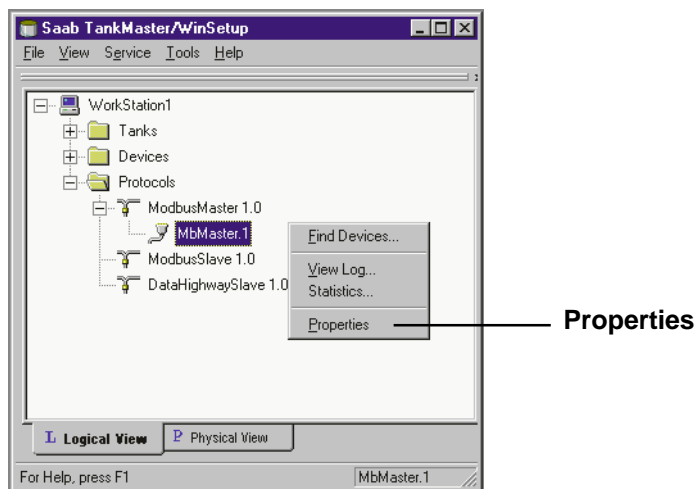 Saab TankMaster/WinSetup
File View Service Tools Help
WorkStation1
Tanks
Devices
Protocols
ModbusMaster 1.0
MbMaster.1
ModbusSlave 1.0
DataHighwaySlave 1.0
Find Devices...
View Log...
Statistics...
Properties
Properties
L Logical View P Physical View
For Help, press F1 MbMaster.1